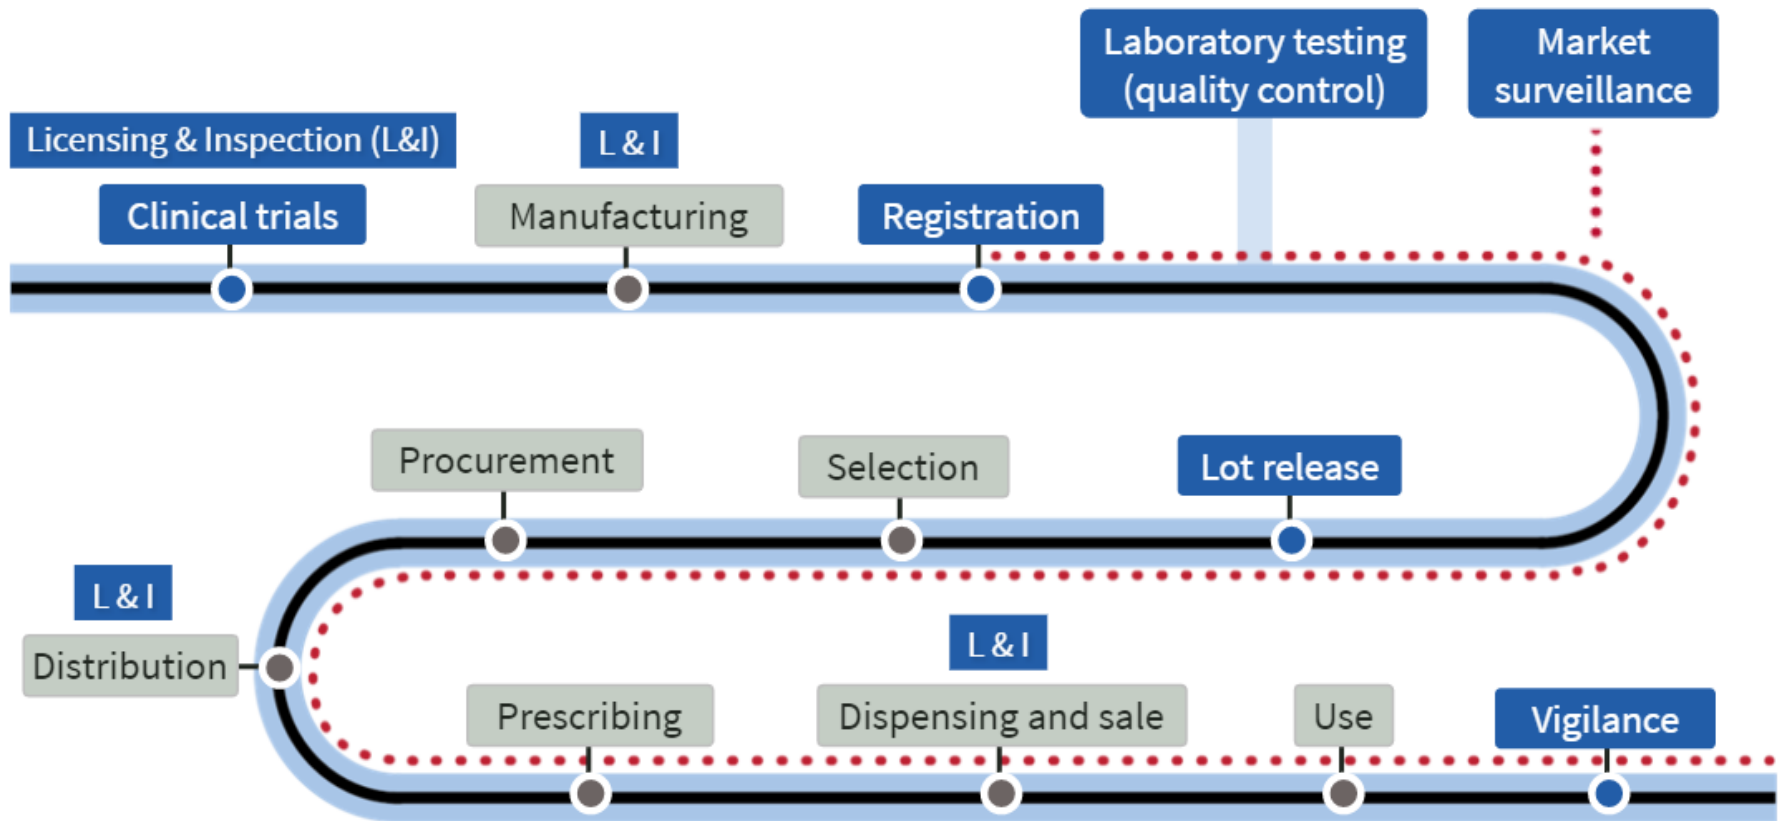 Laboratory testing
(quality control)
Market
surveillance
Licensing & Inspection (L&I)
L & I
Clinical trials
Manufacturing
Registration
Procurement
Selection
Lot release
L & I
Distribution
L & I
Prescribing
Dispensing and sale
Use
Vigilance